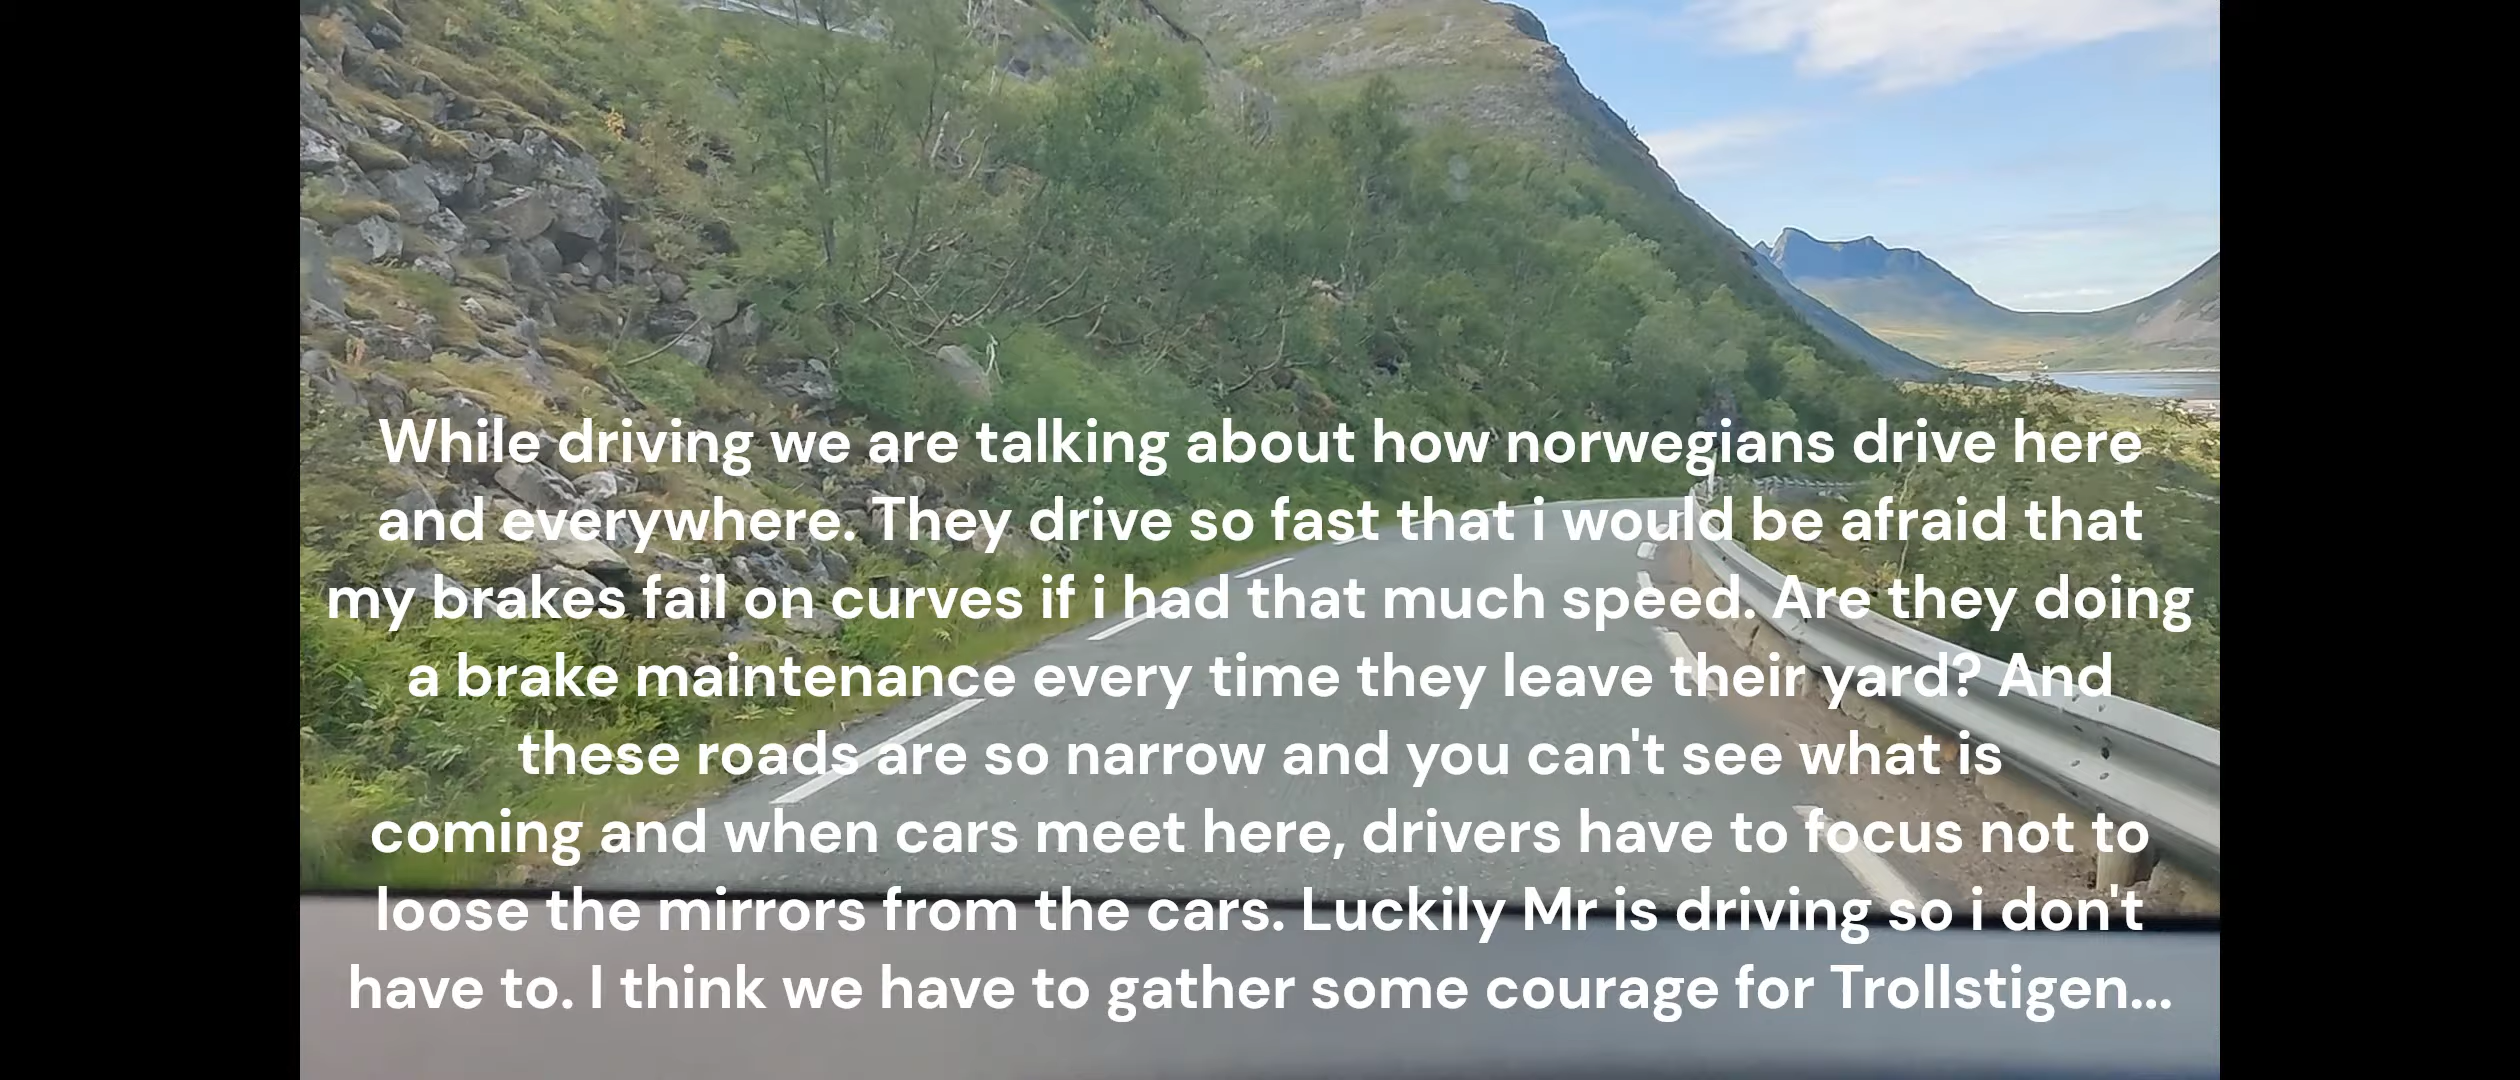 While driving we are talking about how norwegians drive here
and everywhere. They drive so fast that i would be afraid that
my brakes fail on curves if i had that much speed. Are they doing
a brake maintenance every time they leave their yard? And
these roads are so narrow and you can't see what is
coming and when cars meet here, drivers have to focus not to
loose the mirrors from the cars. Luckily Mr is driving so i don't
have to. I think we have to gather some courage for Trollstigen...